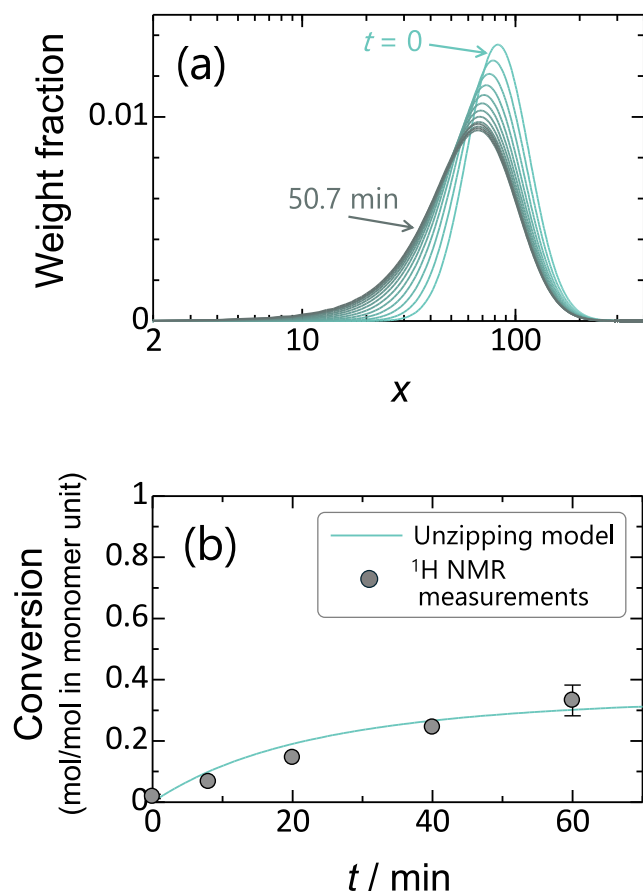 (a)
t = 0
0.01
50.7 min
0
2
10
100
Weight fraction
x
1
0.8
0.6
0.4
0.2
0
(b)
Unzipping model
¹H NMR
measurements
0
20
40
60
Conversion
(mol/mol in monomer unit)
t / min